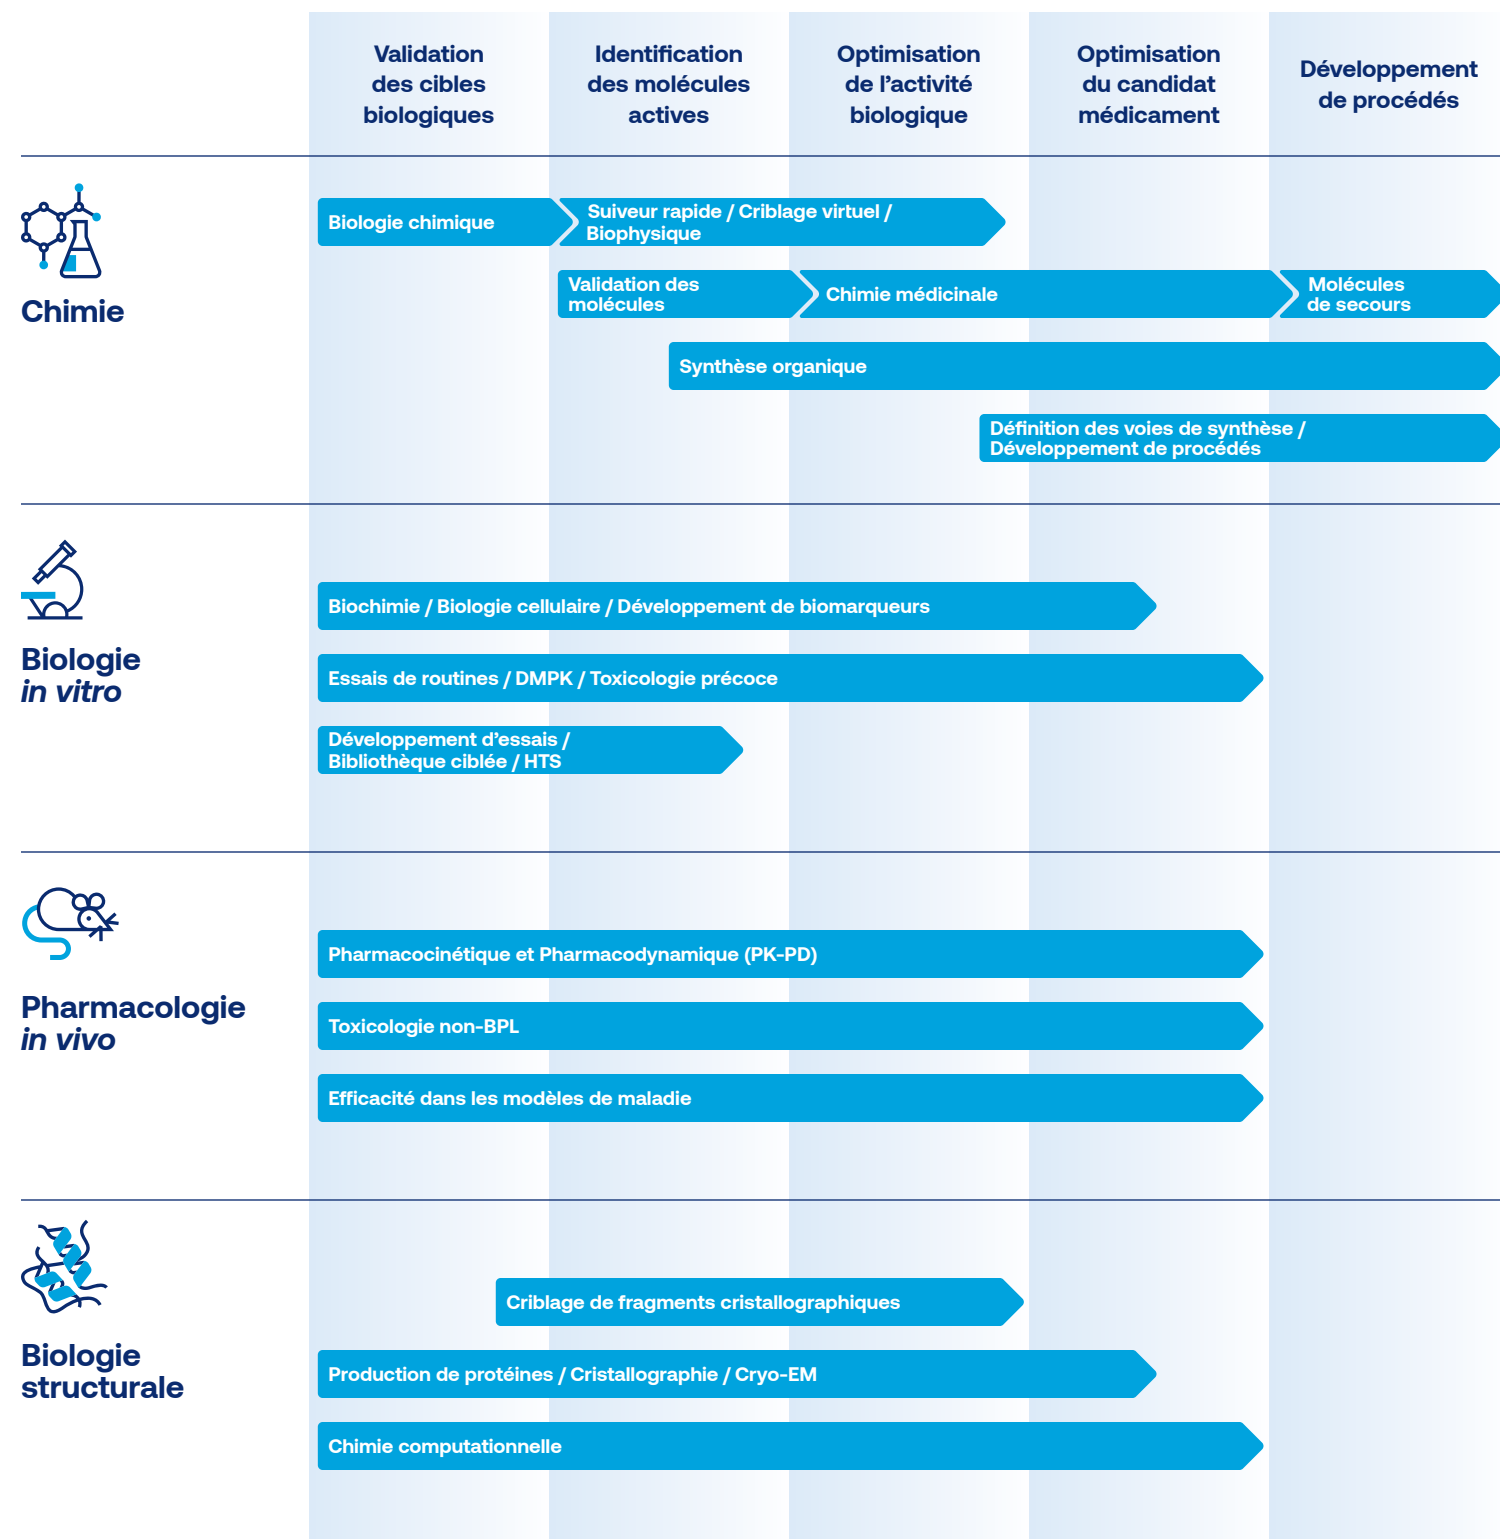 Validation
des cibles
biologiques
Identification
des molécules
actives
Optimisation
de l’activité
biologique
Optimisation
du candidat
médicament
Développement
de procédés
Chimie
Biologie chimique
Suiveur rapide / Criblage virtuel /
Biophysique
Validation des
molécules
Chimie médicinale
Molécules
de secours
Synthèse organique
Définition des voies de synthèse /
Développement de procédés
Biologie
in vitro
Biochimie / Biologie cellulaire / Développement de biomarqueurs
Essais de routines / DMPK / Toxicologie précoce
Développement d’essais /
Bibliothèque ciblée / HTS
Pharmacologie
in vivo
Pharmacocinétique et Pharmacodynamique (PK-PD)
Toxicologie non-BPL
Efficacité dans les modèles de maladie
Biologie
structurale
Criblage de fragments cristallographiques
Production de protéines / Cristallographie / Cryo-EM
Chimie computationnelle